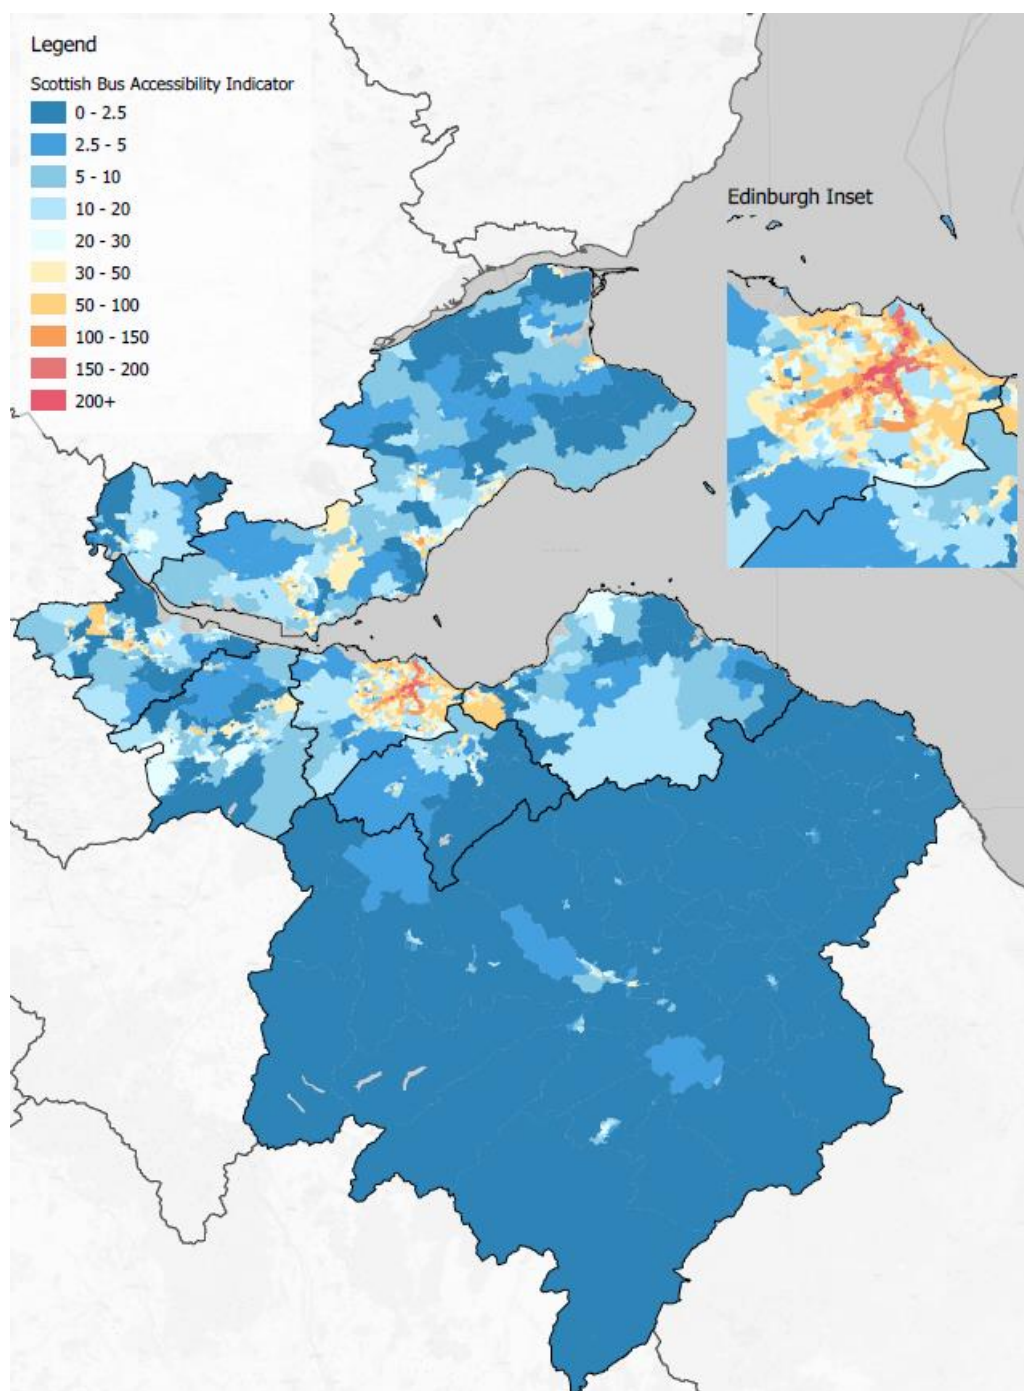 Legend
Scottish Bus Accessibility Indicator
0 - 2.5
2.5 - 5
5 - 10
10 - 20
20 - 30
30 - 50
50 - 100
100 - 150
150 - 200
200+
Edinburgh Inset